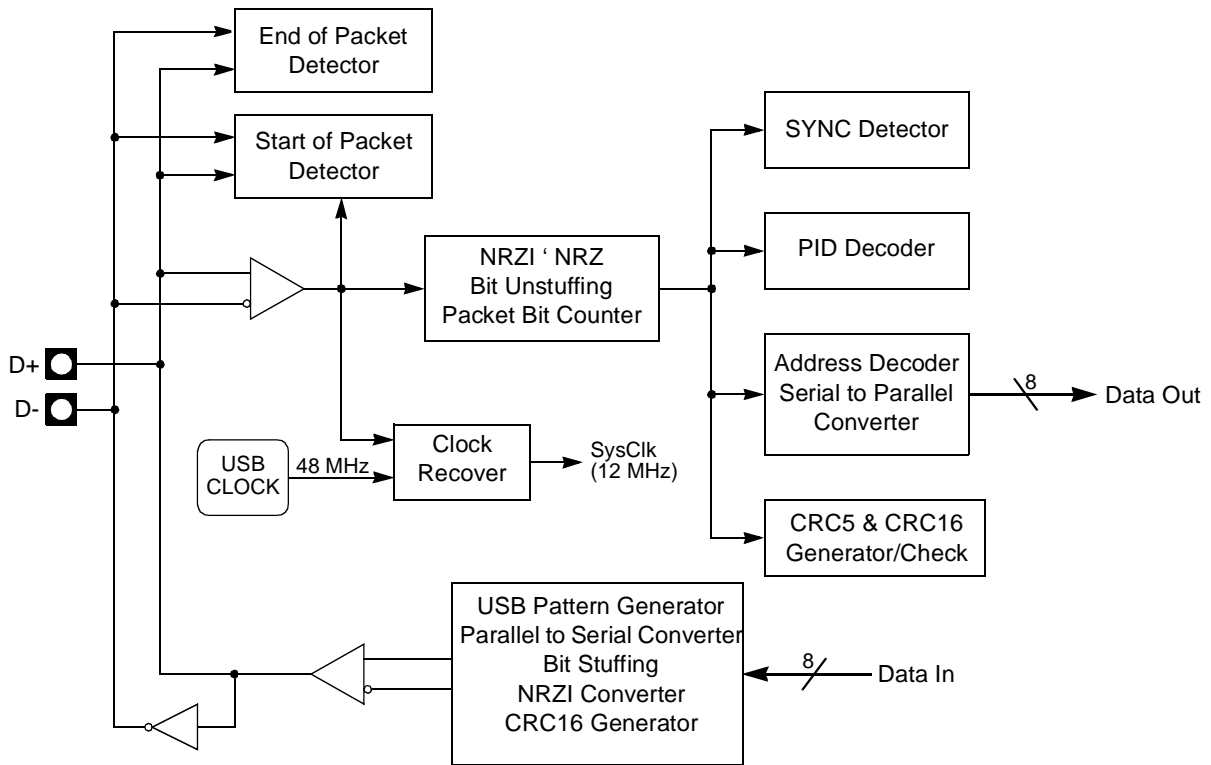 End of Packet
Detector
Start of Packet
Detector
SYNC Detector
PID Decoder
NRZI ‘ NRZ
Bit Unstuffing
Packet Bit Counter
D+
D-
Address Decoder
Serial to Parallel
Converter
8
Data Out
USB
CLOCK
48 MHz
Clock
Recover
SysClk
(12 MHz)
CRC5 & CRC16
Generator/Check
USB Pattern Generator
Parallel to Serial Converter
Bit Stuffing
NRZI Converter
CRC16 Generator
8
Data In